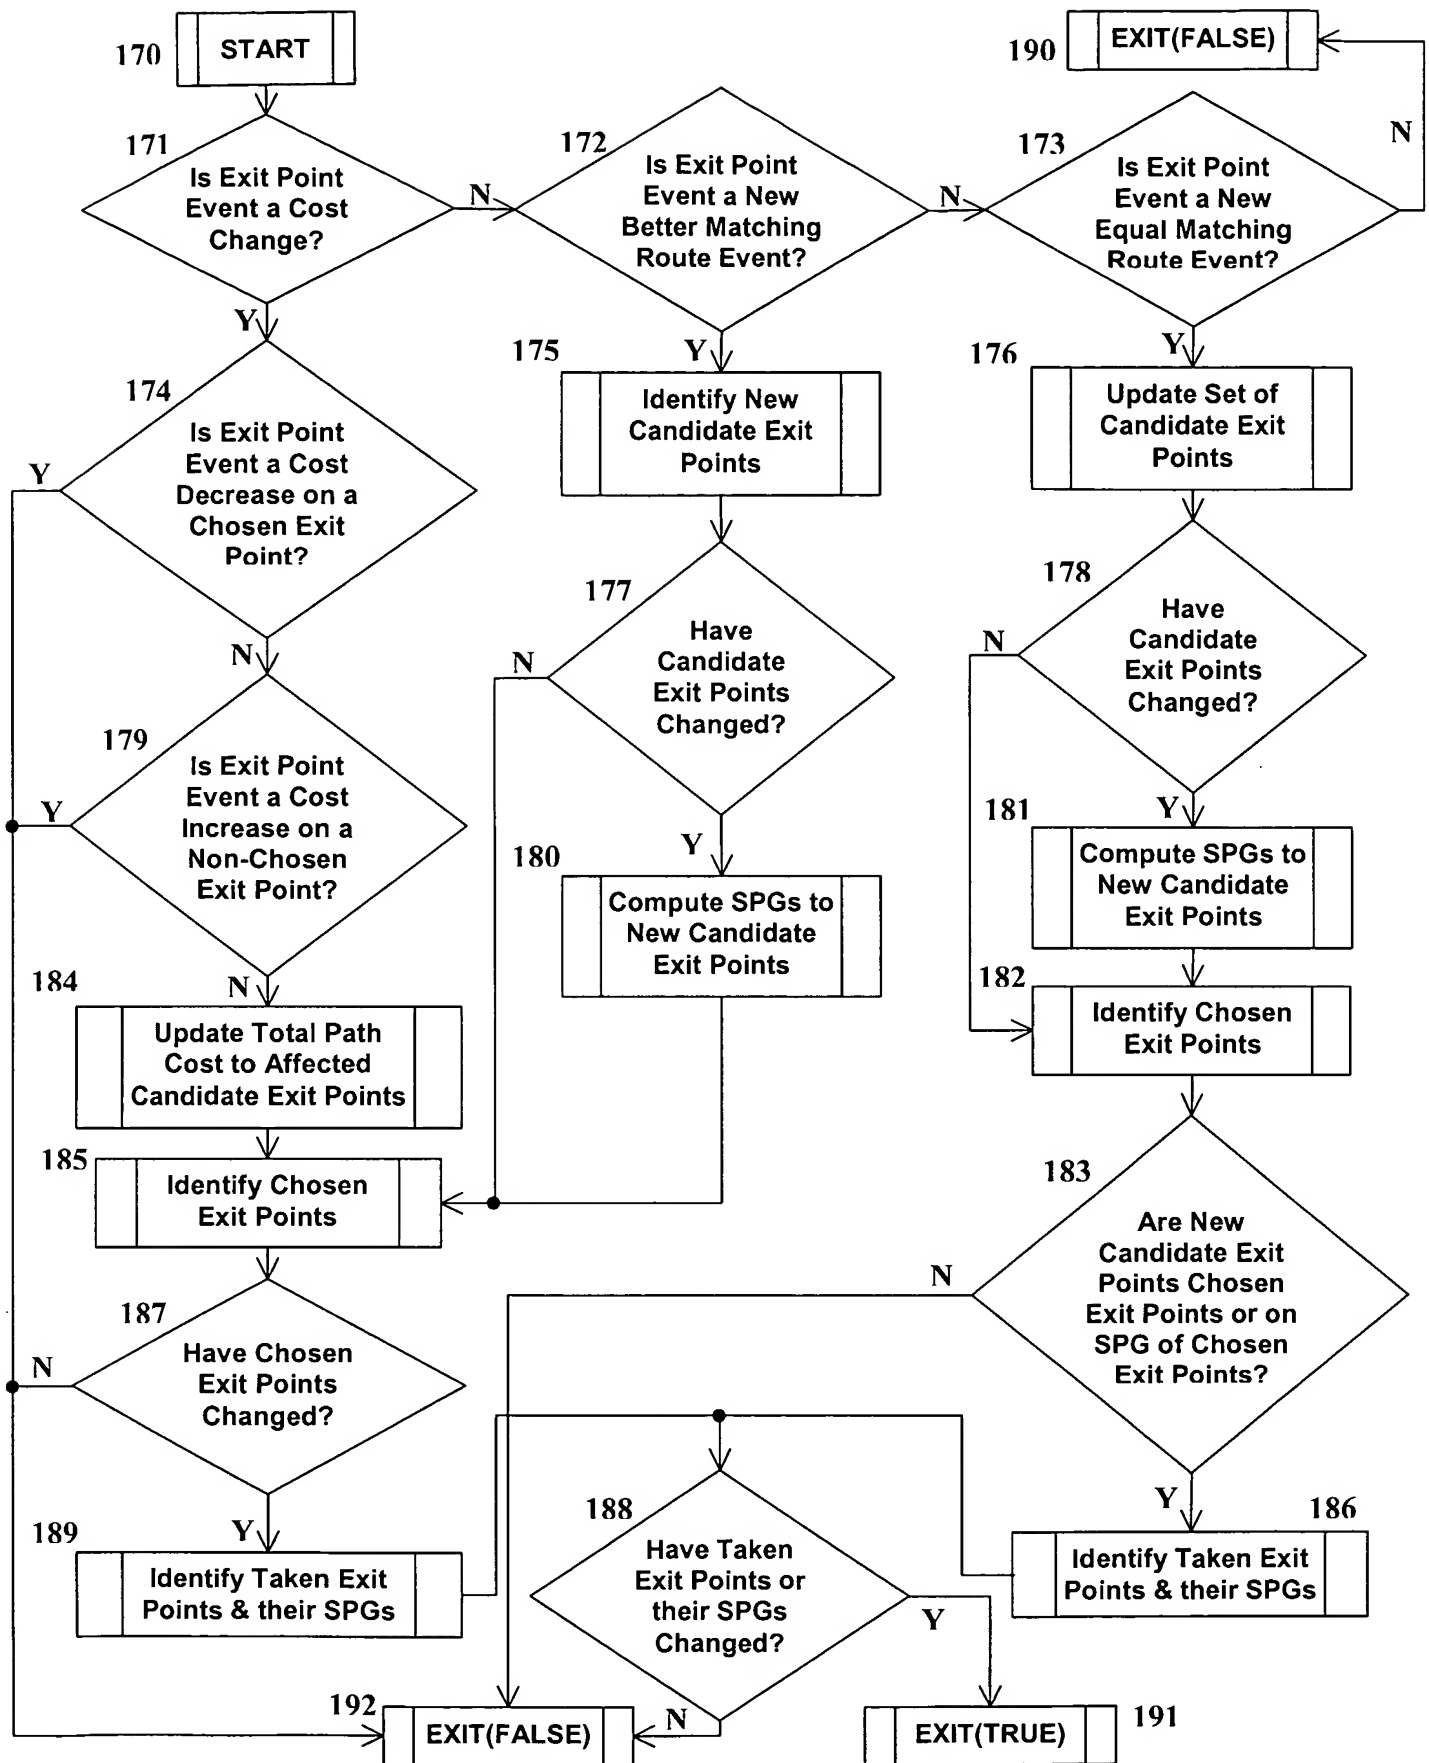 170
START
190
EXIT(FALSE)
171
Is Exit Point
Event a Cost
Change?
N
172
Is Exit Point
Event a New
Better Matching
Route Event?
N
173
Is Exit Point
Event a New
Equal Matching
Route Event?
N
Y
Y
Y
174
Is Exit Point
Event a Cost
Decrease on a
Chosen Exit
Point?
Y
N
175
Identify New
Candidate Exit
Points
176
Update Set of
Candidate Exit
Points
177
Have
Candidate
Exit Points
Changed?
N
Y
178
Have
Candidate
Exit Points
Changed?
N
Y
179
Is Exit Point
Event a Cost
Increase on a
Non-Chosen
Exit Point?
Y
N
180
Compute SPGs to
New Candidate
Exit Points
181
Compute SPGs to
New Candidate
Exit Points
182
Identify Chosen
Exit Points
184
Update Total Path
Cost to Affected
Candidate Exit Points
185
Identify Chosen
Exit Points
183
Are New
Candidate Exit
Points Chosen
Exit Points or on
SPG of Chosen
Exit Points?
N
Y
187
Have Chosen
Exit Points
Changed?
N
Y
189
Identify Taken Exit
Points & their SPGs
188
Have Taken
Exit Points or
their SPGs
Changed?
Y
N
186
Identify Taken Exit
Points & their SPGs
192
EXIT(FALSE)
EXIT(TRUE)
191